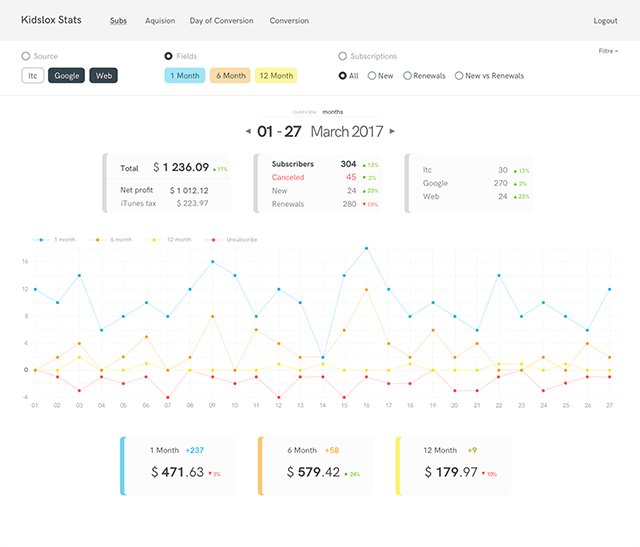 Kidslox Stats Subs Aquision Day of Conversion Conversion Logout
Source Fields Subscriptions Filtre
Itc Google Web 1 Month 6 Month 12 Month All New Renewals New vs Renewals
overview months
01 - 27 March 2017
Total $ 1 236.09 11%
Net profit $ 1 012.12
iTunes tax $ 223.97
Subscribers 304 13%
Canceled 45 2%
New 24 23%
Renewals 280 19%
Itc 30 13%
Google 270 2%
Web 24 23%
1 month 6 month 12 month Unsubscribe
16
12
8
4
0
-4
01 02 03 04 05 06 07 08 09 10 11 12 13 14 15 16 17 18 19 20 21 22 23 24 25 26 27
1 Month +237
$ 471.63 3%
6 Month +58
$ 579.42 24%
12 Month +9
$ 179.97 10%